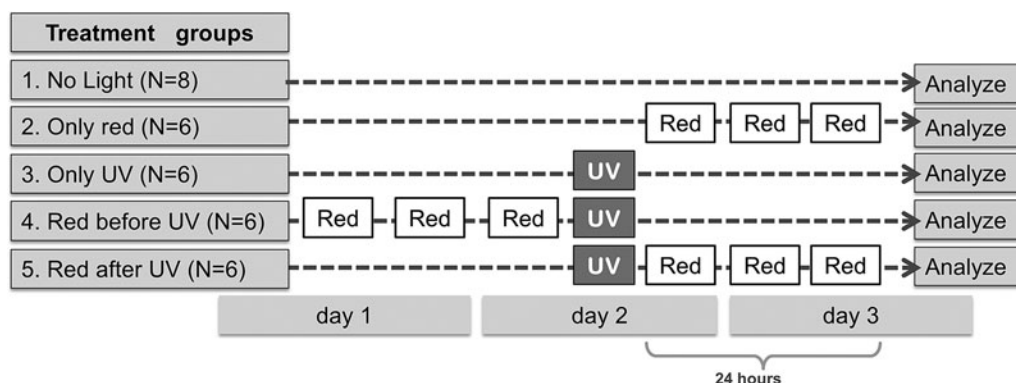 Treatment groups
1. No Light (N=8) Analyze
2. Only red (N=6) Red Red Red Analyze
3. Only UV (N=6) UV Analyze
4. Red before UV (N=6) Red Red Red UV Analyze
5. Red after UV (N=6) UV Red Red Red Analyze
day 1 day 2 day 3
24 hours